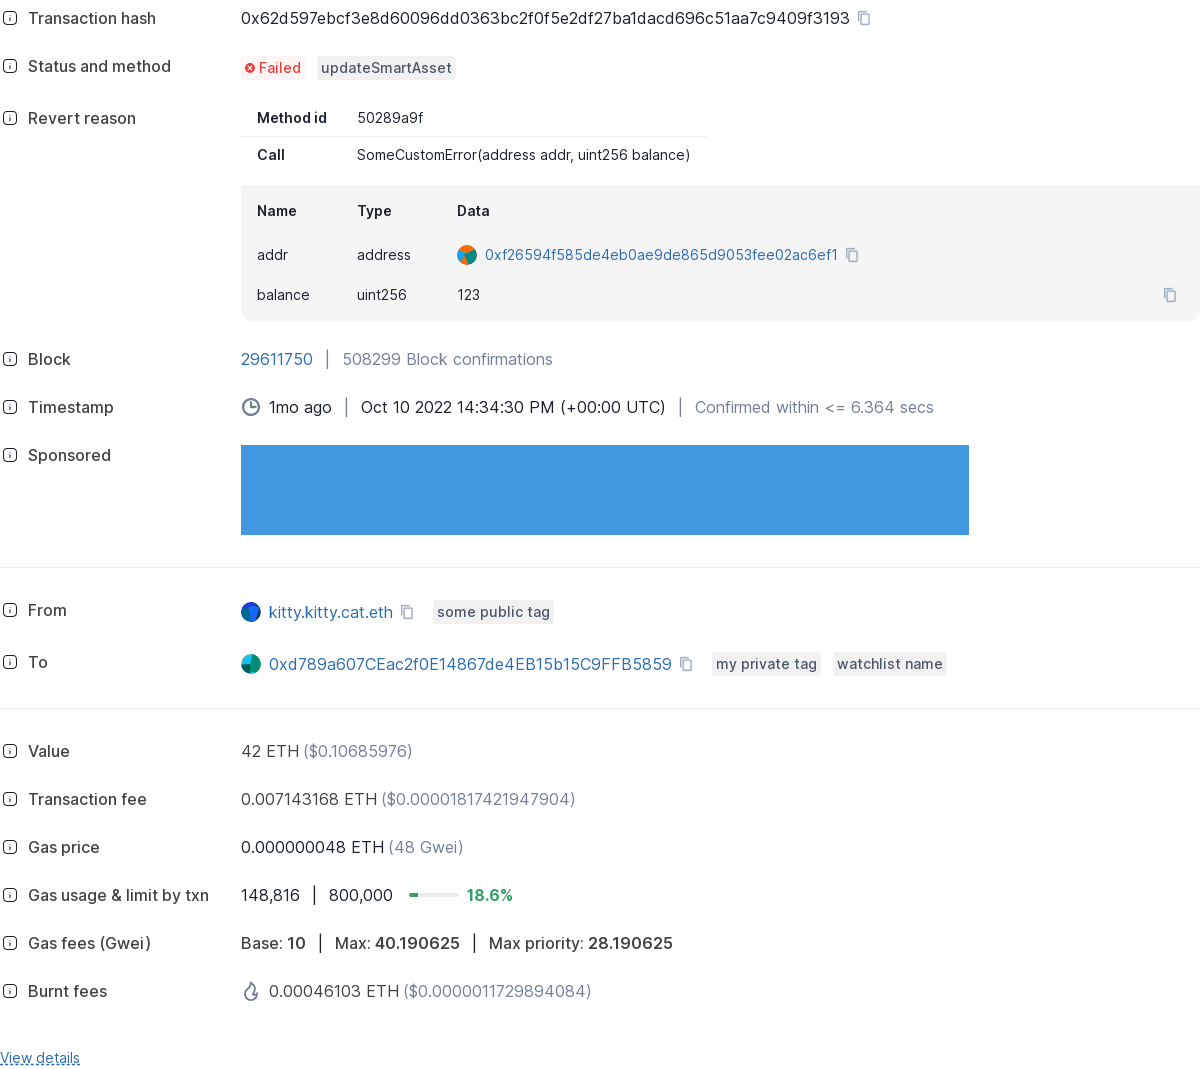 Transaction hash 0x62d597ebcf3e8d60096dd0363bc2f0f5e2df27ba1dacd696c51aa7c9409f3193
Status and method Failed updateSmartAsset
Revert reason Method id 50289a9f
Call SomeCustomError(address addr, uint256 balance)
Name Type Data
addr address 0xf26594f585de4eb0ae9de865d9053fee02ac6ef1
balance uint256 123
Block 29611750 | 508299 Block confirmations
Timestamp 1mo ago | Oct 10 2022 14:34:30 PM (+00:00 UTC) | Confirmed within <= 6.364 secs
Sponsored
From kitty.kitty.cat.eth some public tag
To 0xd789a607CEac2f0E14867de4EB15b15C9FFB5859 my private tag watchlist name
Value 42 ETH ($0.10685976)
Transaction fee 0.007143168 ETH ($0.00001817421947904)
Gas price 0.000000048 ETH (48 Gwei)
Gas usage & limit by txn 148,816 | 800,000 18.6%
Gas fees (Gwei) Base: 10 | Max: 40.190625 | Max priority: 28.190625
Burnt fees 0.00046103 ETH ($0.0000011729894084)
View details